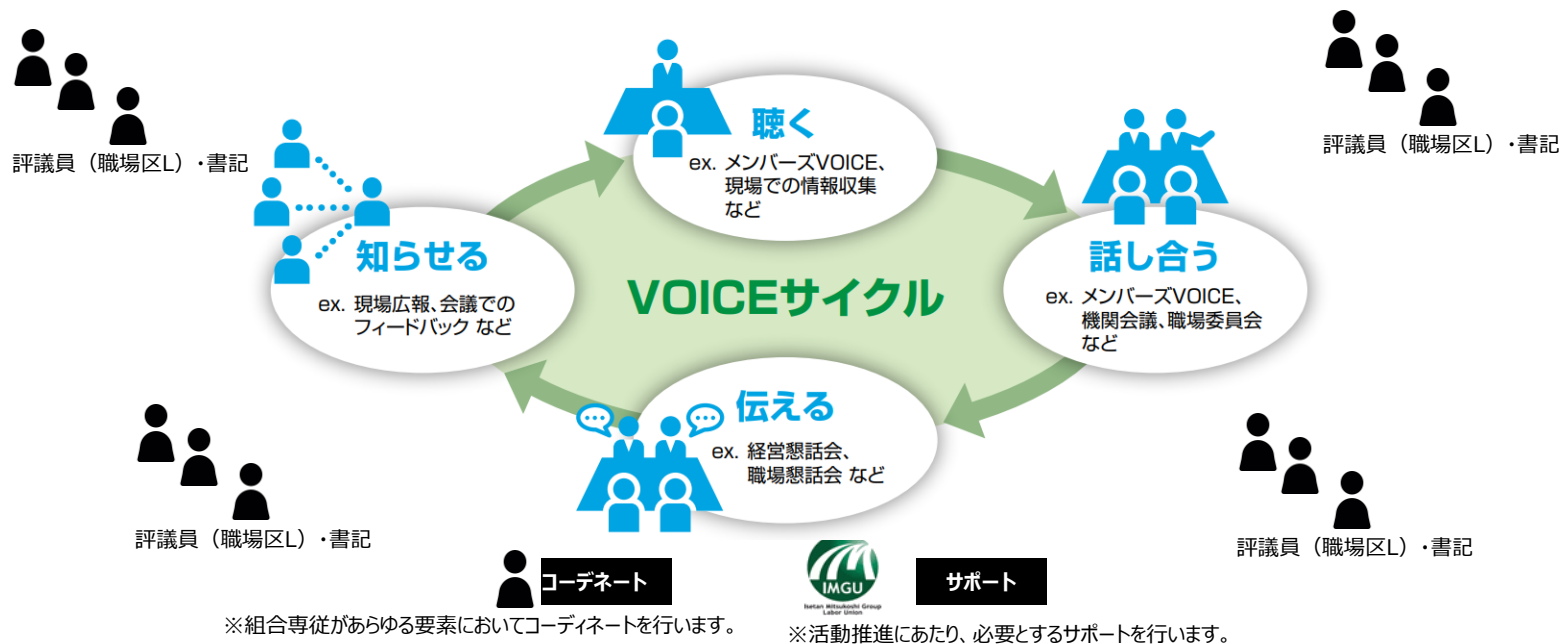 評議員（職場区L）・書記
評議員（職場区L）・書記
聴く
ex. メンバーズVOICE、
現場での情報収集
など
知らせる
ex. 現場広報、会議での
フィードバック など
VOICEサイクル
話し合う
ex. メンバーズVOICE、
機関会議、職場委員会
など
伝える
ex. 経営懇話会、
職場懇話会 など
評議員（職場区L）・書記
評議員（職場区L）・書記
コーデネート
IMGU
Isetan Mitsukoshi Group
Labor Union
サポート
※組合専従があらゆる要素においてコーディネートを行います。
※活動推進にあたり、必要とするサポートを行います。